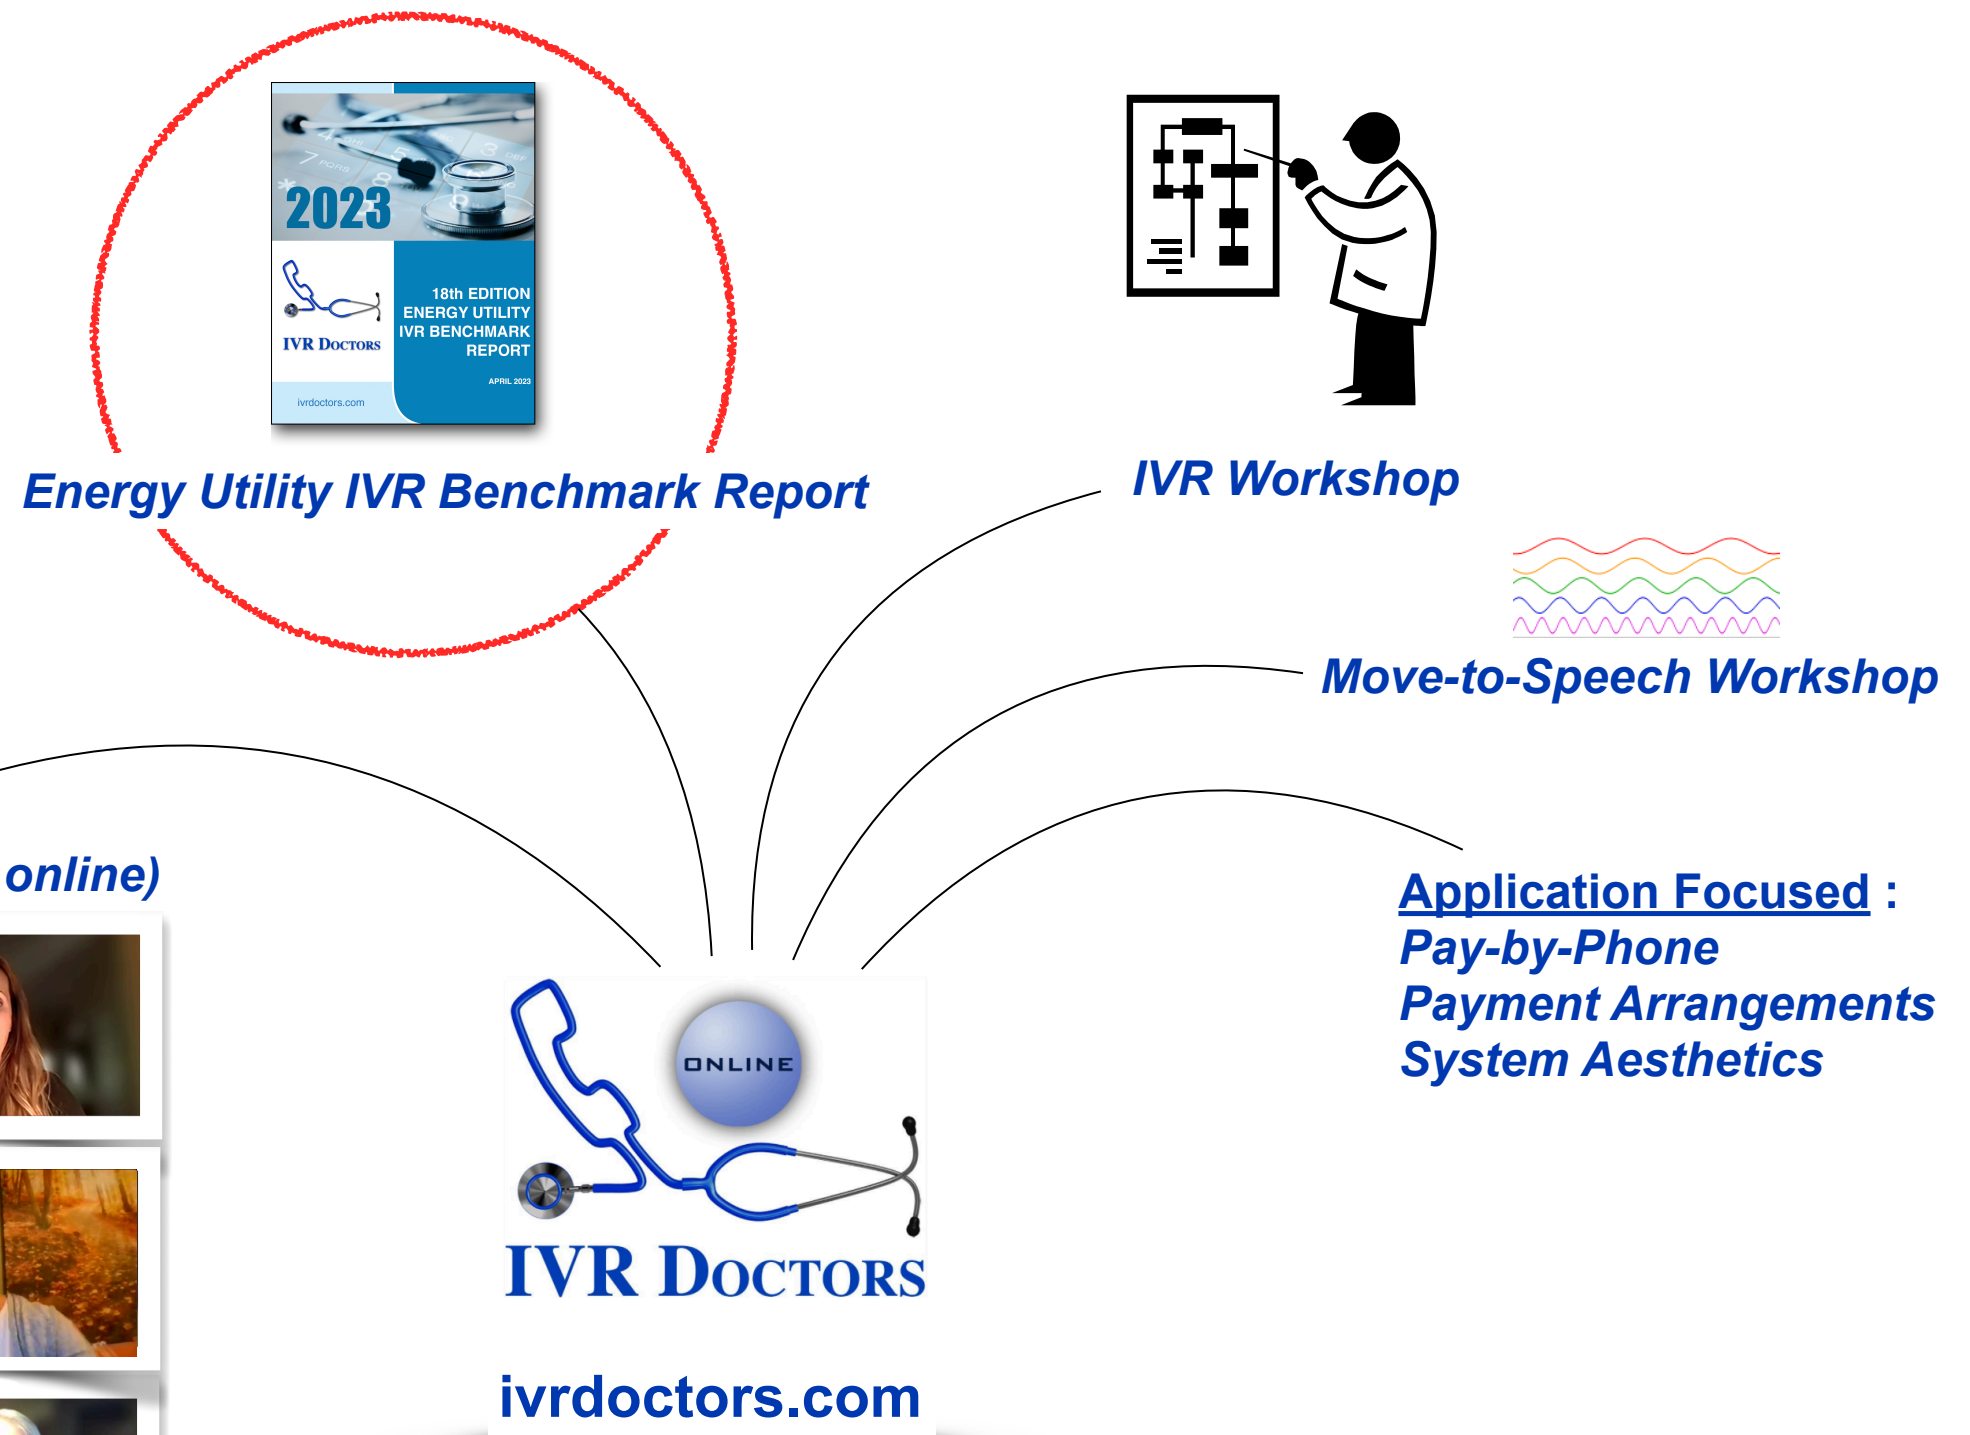 2023
18th EDITION
ENERGY UTILITY
IVR BENCHMARK
REPORT
APRIL 2023
IVR DOCTORS
ivrdoctors.com
Energy Utility IVR Benchmark Report
IVR Workshop
Move-to-Speech Workshop
online)
Application Focused :
Pay-by-Phone
Payment Arrangements
System Aesthetics
ONLINE
IVR DOCTORS
ivrdoctors.com